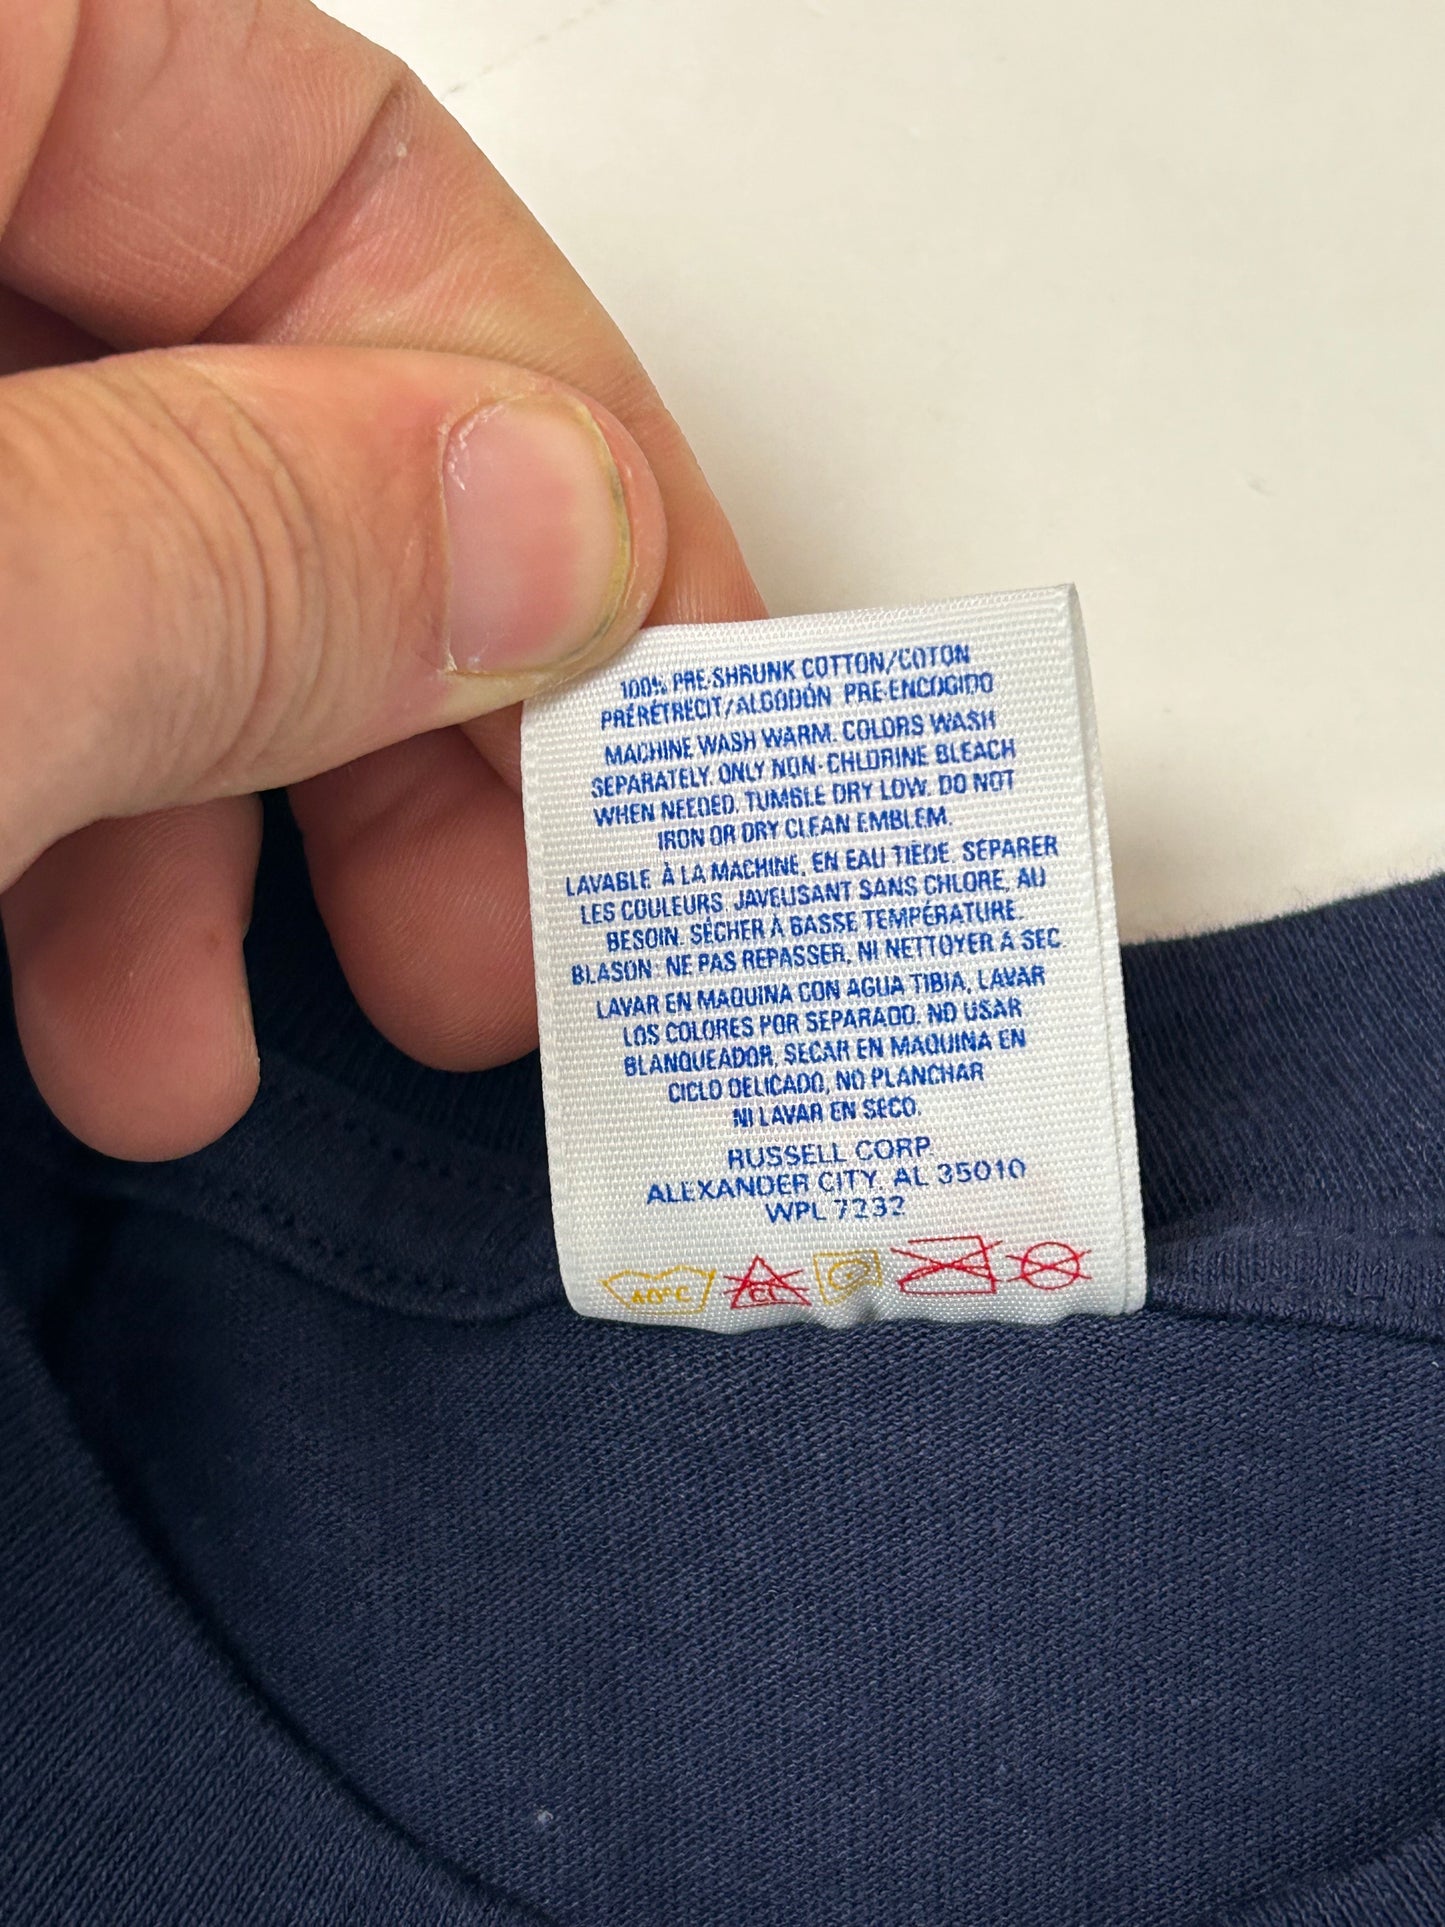 100% PRE-SHRUNK COTTON/COTON
PRÉRÉTRECIT/ALGODÓN PRE-ENCOGIDO
MACHINE WASH WARM. COLORS WASH
SEPARATELY. ONLY NON-CHLORINE BLEACH
WHEN NEEDED. TUMBLE DRY LOW. DO NOT
IRON OR DRY CLEAN EMBLEM.
LAVABLE À LA MACHINE, EN EAU TIÈDE. SÉPARER
LES COULEURS. JAVELISANT SANS CHLORE, AU
BESOIN. SÉCHER À BASSE TEMPÉRATURE.
BLASON: NE PAS REPASSER, NI NETTOYER À SEC.
LAVAR EN MAQUINA CON AGUA TIBIA, LAVAR
LOS COLORES POR SEPARADO. NO USAR
BLANQUEADOR, SECAR EN MAQUINA EN
CICLO DELICADO, NO PLANCHAR
NI LAVAR EN SECO.
RUSSELL CORP.
ALEXANDER CITY, AL 35010
WPL 7232
40°C CL